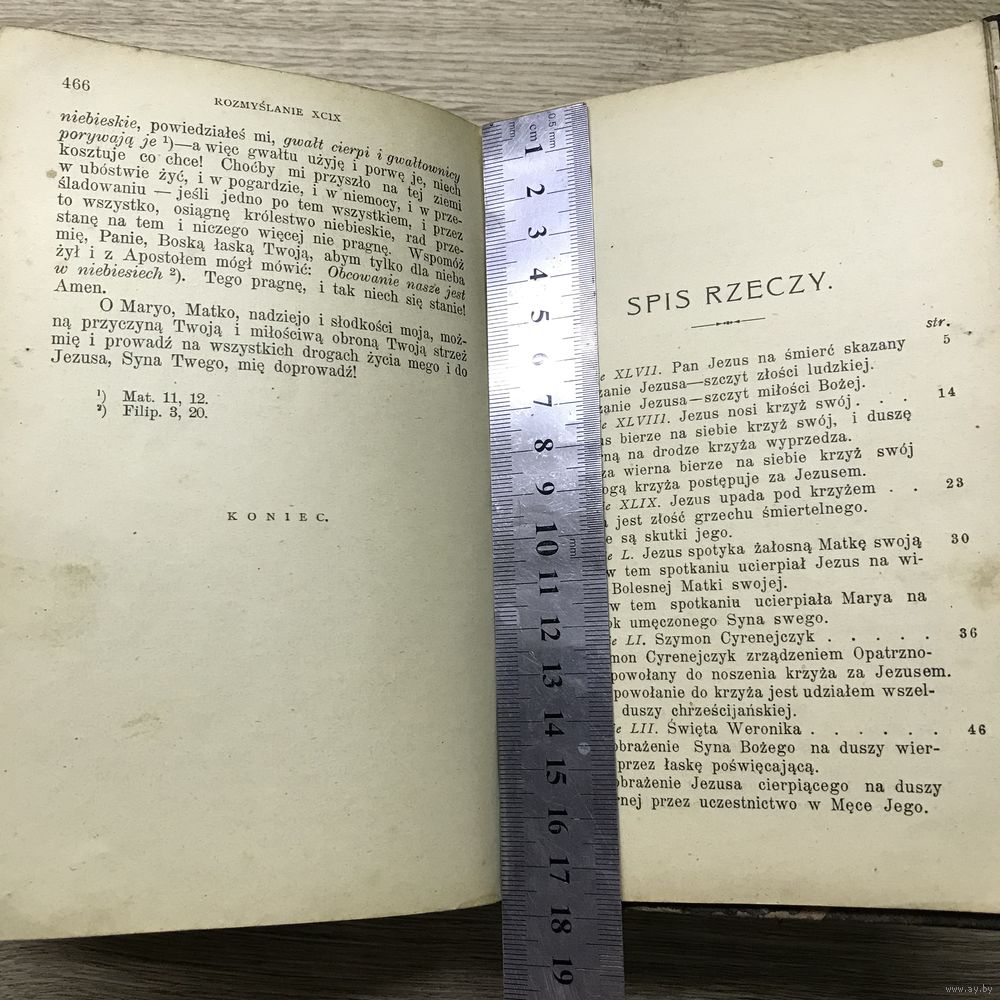 466
ROZMYŚLANIE XCIX
niebieskie, powiedziałeś mi, gwałt cierpi i gwałtownicy
porywają je ¹)—a więc gwałtu użyję i porwę je, niech
kosztuje co chce! Choćby mi przyszło na tej ziemi
w ubóstwie żyć, i w pogardzie, i w niemocy, i w prze-
śladowaniu — jeśli jedno po tem wszystkiem, i przez
to wszystko, osiągnę królestwo niebieskie, rad prze-
stanę na tem i niczego więcej nie pragnę. Wspomóż
mię, Panie, Boską łaską Twoją, abym tylko dla nieba
żył i z Apostołem mógł mówić: Obcowanie nasze jest
w niebiesiech ²). Tego pragnę, i tak niech się stanie!
Amen.
O Maryo, Matko, nadziejo i słodkości moja, moż-
ną przyczyną Twoją i miłościwą obroną Twoją strzeż
mię i prowadź na wszystkich drogach życia mego i do
Jezusa, Syna Twego, mię doprowadź!
¹) Mat. 11, 12.
²) Filip. 3, 20.
KONIEC.
mm
cm
0,5 mm
1
2
3
4
5
6
7
8
9
10
mm
11
12
13
14
15
16
17
18
19
SPIS RZECZY.
str.
XLVII. Pan Jezus na śmierć skazany 5
Jezusa—szczyt złości ludzkiej.
Jezusa—szczyt miłości Bożej.
XLVIII. Jezus nosi krzyż swój . . . 14
bierze na siebie krzyż swój, i duszę
na drodze krzyża wyprzedza.
wierna bierze na siebie krzyż swój
krzyża postępuje za Jezusem.
XLIX. Jezus upada pod krzyżem . . 23
jest złość grzechu śmiertelnego.
są skutki jego.
L. Jezus spotyka żałosną Matkę swoją 30
w tem spotkaniu ucierpiał Jezus na wi-
Bolesnej Matki swojej.
w tem spotkaniu ucierpiała Marya na
umęczonego Syna swego.
LI. Szymon Cyrenejczyk . . . . . 36
Cyrenejczyk zrządzeniem Opatrzno-
powołany do noszenia krzyża za Jezusem.
powołanie do krzyża jest udziałem wszel-
duszy chrześcijańskiej.
LII. Święta Weronika . . . . . . 46
Syna Bożego na duszy wier-
przez łaskę poświęcającą.
Jezusa cierpiącego na duszy
przez uczestnictwo w Męce Jego.
www.ay.by